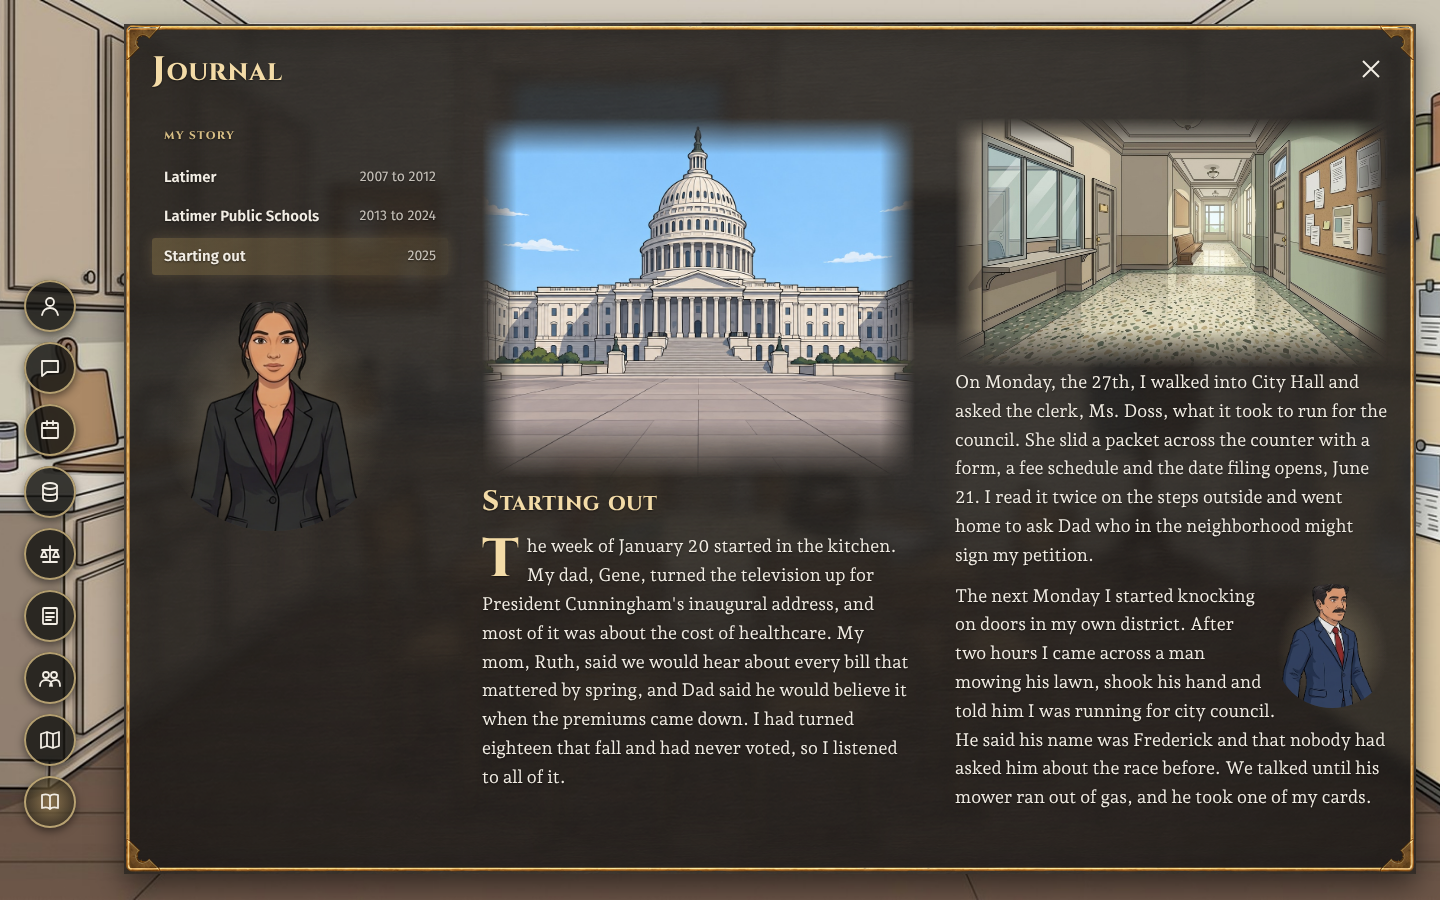 Journal
MY STORY
Latimer 2007 to 2012
Latimer Public Schools 2013 to 2024
Starting out 2025
Starting out
The week of January 20 started in the kitchen.
My dad, Gene, turned the television up for
President Cunningham's inaugural address, and
most of it was about the cost of healthcare. My
mom, Ruth, said we would hear about every bill that
mattered by spring, and Dad said he would believe it
when the premiums came down. I had turned
eighteen that fall and had never voted, so I listened
to all of it.
On Monday, the 27th, I walked into City Hall and
asked the clerk, Ms. Doss, what it took to run for the
council. She slid a packet across the counter with a
form, a fee schedule and the date filing opens, June
21. I read it twice on the steps outside and went
home to ask Dad who in the neighborhood might
sign my petition.
The next Monday I started knocking
on doors in my own district. After
two hours I came across a man
mowing his lawn, shook his hand and
told him I was running for city council.
He said his name was Frederick and that nobody had
asked him about the race before. We talked until his
mower ran out of gas, and he took one of my cards.